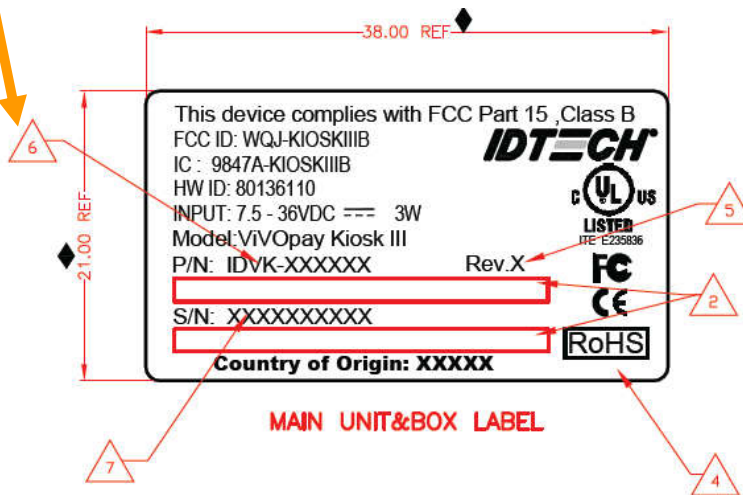 38.00 REF
21.00 REF
This device complies with FCC Part 15 ,Class B
FCC ID: WQJ-KIOSKIIIB
IDTECH
IC : 9847A-KIOSKIIIB
HW ID: 80136110
C UL US
LISTED
ITE E235836
INPUT: 7.5 - 36VDC 3W
Model:ViVOpay Kiosk III
P/N: IDVK-XXXXXX Rev.X
FC
CE
S/N: XXXXXXXXXX
RoHS
Country of Origin: XXXXX
MAIN UNIT&BOX LABEL
6
5
2
7
4